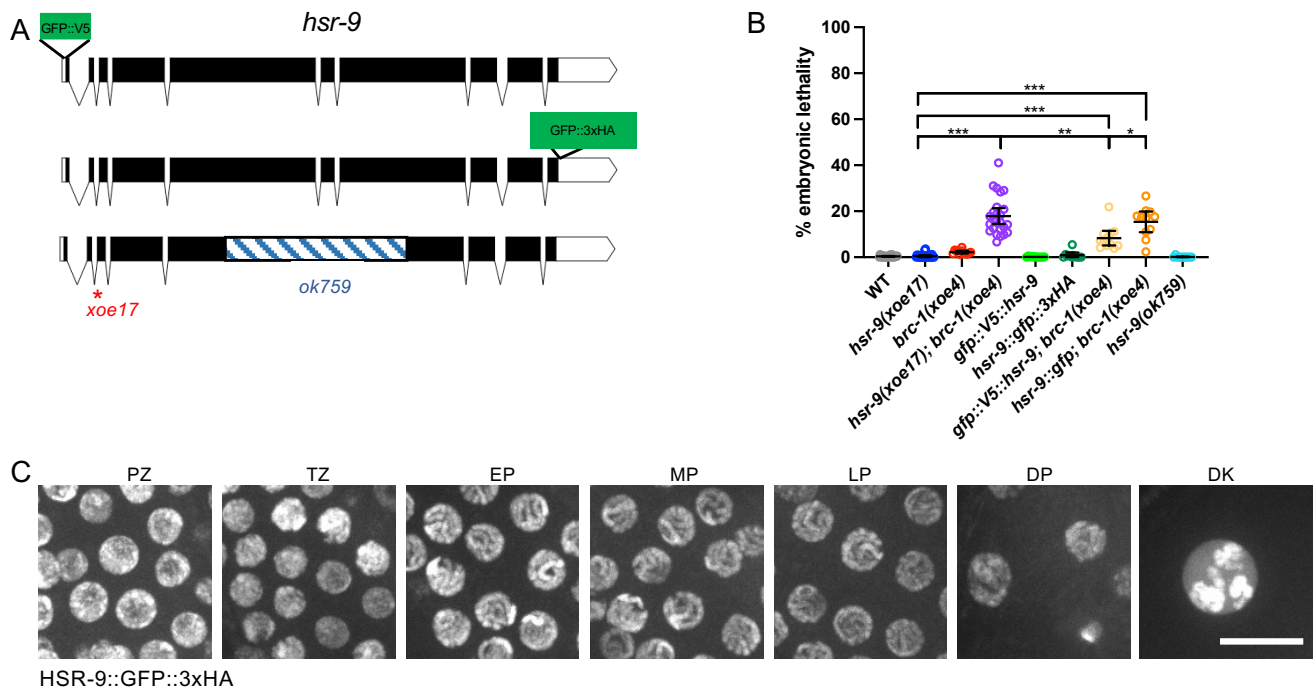 A
GFP::V5
hsr-9
GFP::3xHA
ok759
*
xoe17
B
% embryonic lethality
100
80
60
40
20
0
***
***
***
**
*
WT
hsr-9(xoe17)
brc-1(xoe4)
hsr-9(xoe17); brc-1(xoe4)
gfp::V5::hsr-9
hsr-9::gfp::3xHA
gfp::V5::hsr-9; brc-1(xoe4)
hsr-9::gfp; brc-1(xoe4)
hsr-9(ok759)
C
PZ TZ EP MP LP DP DK
HSR-9::GFP::3xHA